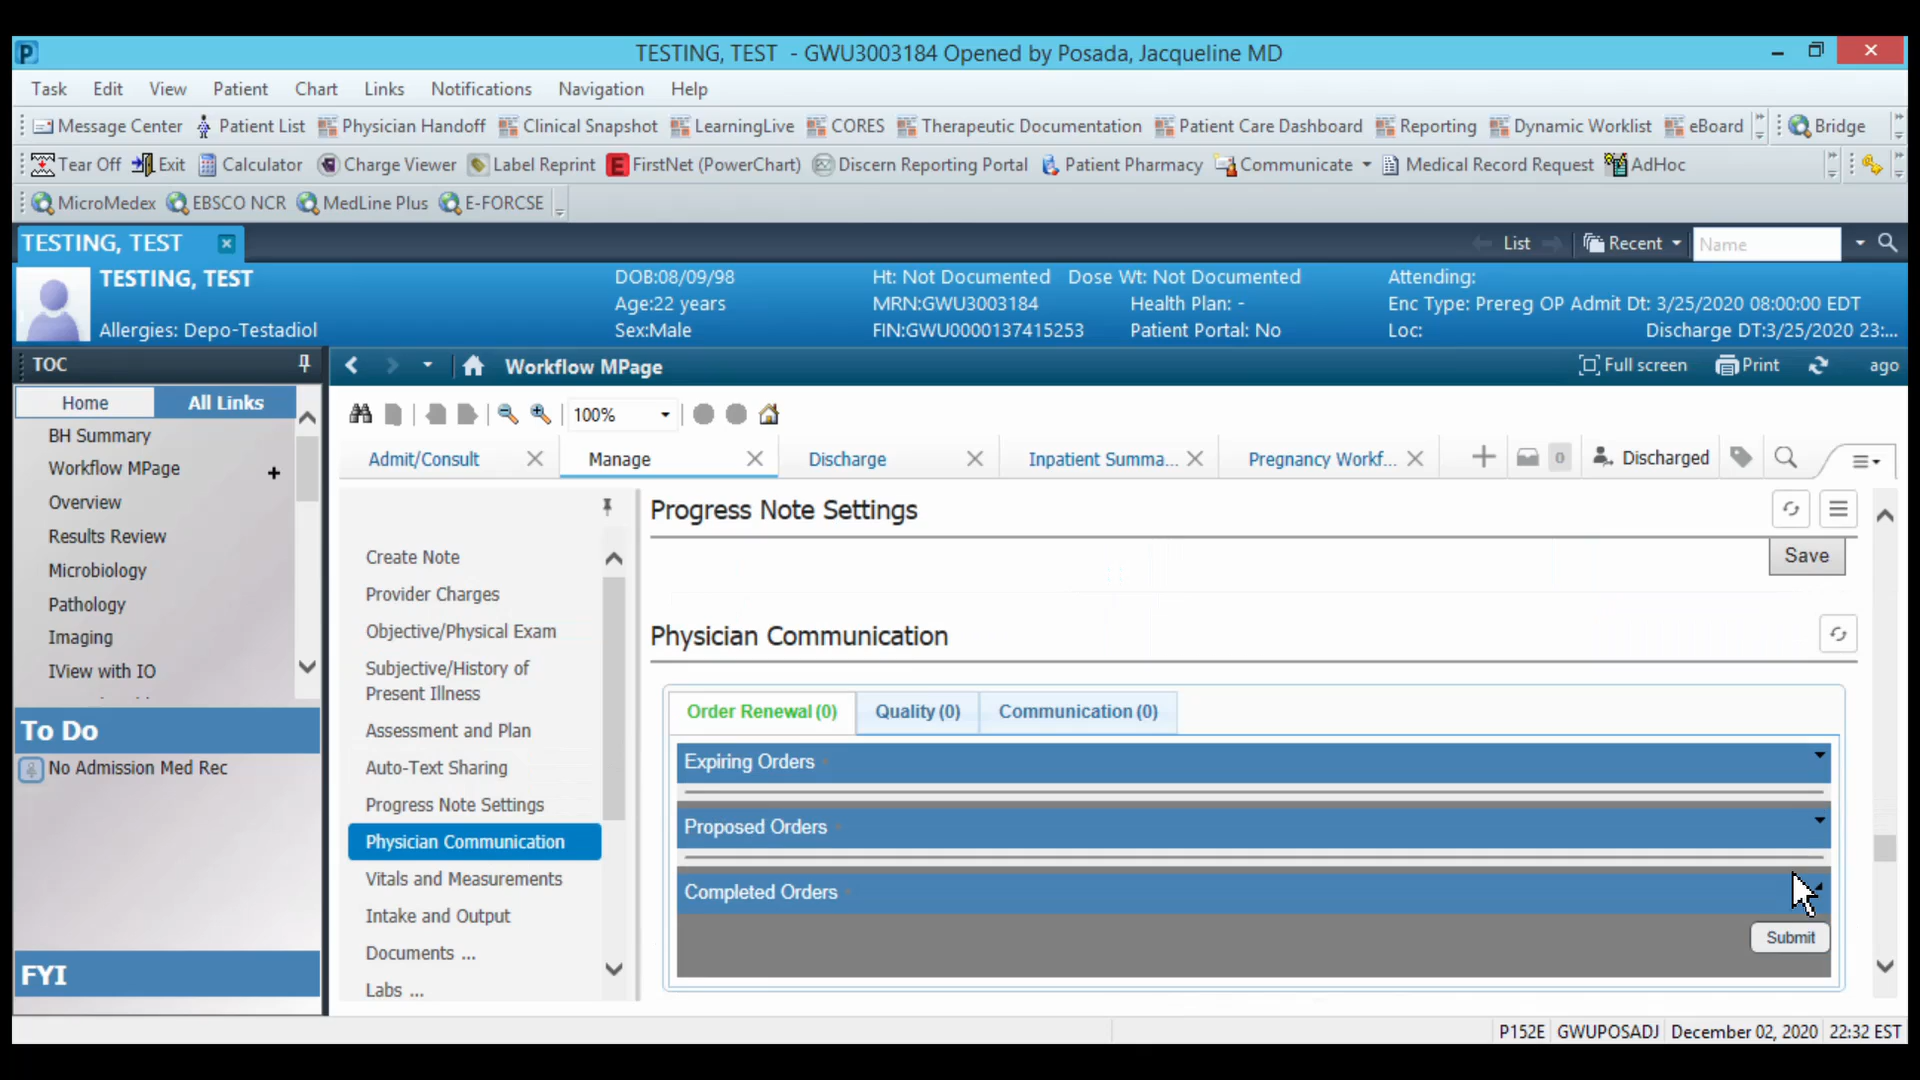 TESTING, TEST - GWU3003184 Opened by Posada, Jacqueline MD
Task Edit View Patient Chart Links Notifications Navigation Help
Message Center Patient List Physician Handoff Clinical Snapshot LearningLive CORES Therapeutic Documentation Patient Care Dashboard Reporting Dynamic Worklist eBoard Bridge
Tear Off Exit Calculator Charge Viewer Label Reprint FirstNet (PowerChart) Discern Reporting Portal Patient Pharmacy Communicate Medical Record Request AdHoc
MicroMedex EBSCO NCR MedLine Plus E-FORCSE
TESTING, TEST List Recent Name
TESTING, TEST DOB:08/09/98 Ht: Not Documented Dose Wt: Not Documented Attending:
Age:22 years MRN:GWU3003184 Health Plan: - Enc Type: Prereg OP Admit Dt: 3/25/2020 08:00:00 EDT
Allergies: Depo-Testadiol Sex:Male FIN:GWU0000137415253 Patient Portal: No Loc: Discharge DT:3/25/2020 23:...
TOC Workflow MPage Full screen Print ago
Home All Links
BH Summary
Workflow MPage
Overview
Results Review
Microbiology
Pathology
Imaging
IView with IO
To Do
No Admission Med Rec
FYI
100%
Admit/Consult Manage Discharge Inpatient Summa... Pregnancy Workf... 0 Discharged
Create Note
Provider Charges
Objective/Physical Exam
Subjective/History of
Present Illness
Assessment and Plan
Auto-Text Sharing
Progress Note Settings
Physician Communication
Vitals and Measurements
Intake and Output
Documents ...
Labs ...
Progress Note Settings
Save
Physician Communication
Order Renewal (0) Quality (0) Communication (0)
Expiring Orders
Proposed Orders
Completed Orders
Submit
P152E GWUPOSADJ December 02, 2020 22:32 EST